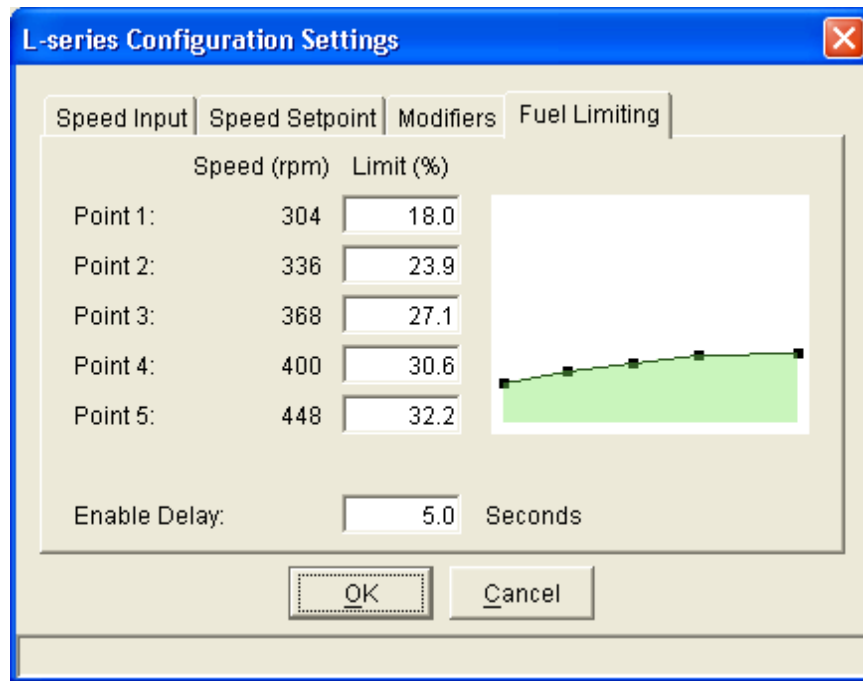 L-series Configuration Settings
Speed Input Speed Setpoint Modifiers Fuel Limiting
Speed (rpm) Limit (%)
Point 1: 304 18.0
Point 2: 336 23.9
Point 3: 368 27.1
Point 4: 400 30.6
Point 5: 448 32.2
Enable Delay: 5.0 Seconds
OK Cancel